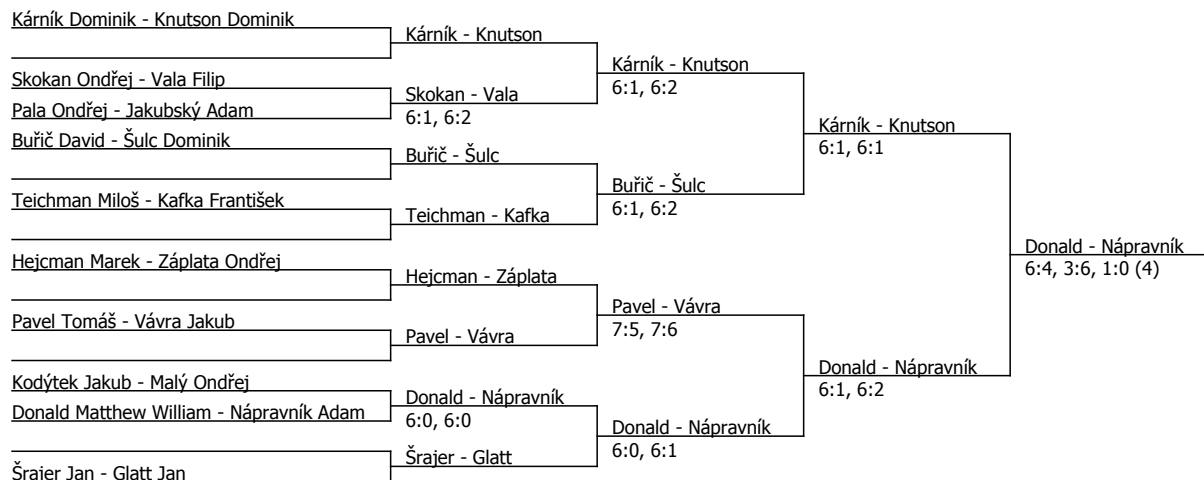 Kárník Dominik - Knutson Dominik
Skokan Ondřej - Vala Filip
Pala Ondřej - Jakubský Adam
Buřič David - Šulc Dominik
Teichman Miloš - Kafka František
Hejcman Marek - Záplata Ondřej
Pavel Tomáš - Vávra Jakub
Kodýtek Jakub - Malý Ondřej
Donald Matthew William - Nápravník Adam
Šrajer Jan - Glatt Jan
Kárník - Knutson
Skokan - Vala
6:1, 6:2
Buřič - Šulc
Teichman - Kafka
Hejcman - Záplata
Pavel - Vávra
Donald - Nápravník
6:0, 6:0
Šrajer - Glatt
Kárník - Knutson
6:1, 6:2
Buřič - Šulc
6:1, 6:2
Pavel - Vávra
7:5, 7:6
Donald - Nápravník
6:0, 6:1
Kárník - Knutson
6:1, 6:1
Donald - Nápravník
6:1, 6:2
Donald - Nápravník
6:4, 3:6, 1:0 (4)